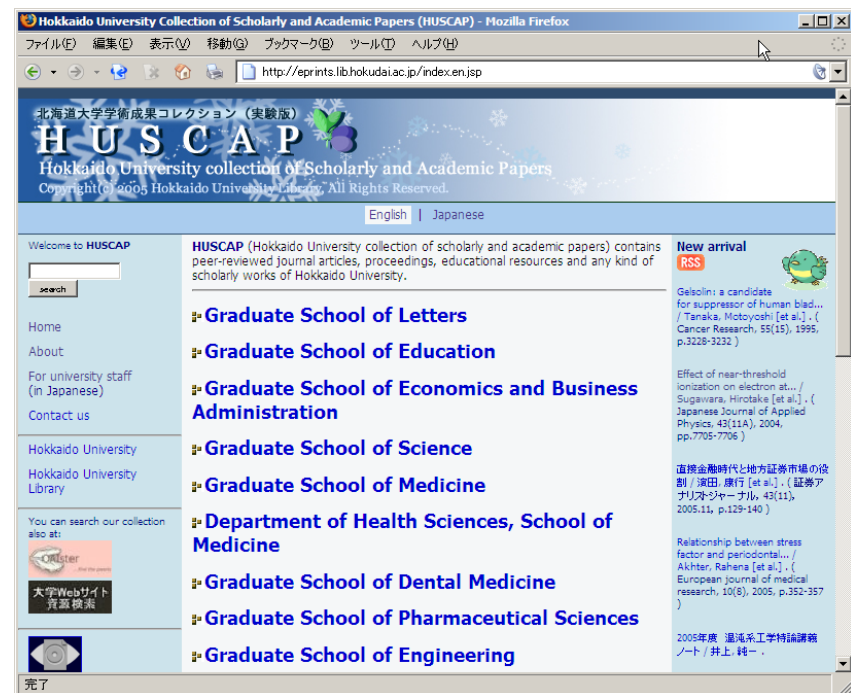 Hokkaido University Collection of Scholarly and Academic Papers (HUSCAP) - Mozilla Firefox
ファイル(F) 編集(E) 表示(V) 移動(G) ブックマーク(B) ツール(T) ヘルプ(H)
http://eprints.lib.hokudai.ac.jp/index.en.jsp
北海道大学学術成果コレクション（実験版）
HUSCAP
Hokkaido University collection of Scholarly and Academic Papers
Copyright(c) 2005 Hokkaido University Library. All Rights Reserved.
English | Japanese
Welcome to HUSCAP
search
Home
About
For university staff
(in Japanese)
Contact us
Hokkaido University
Hokkaido University
Library
You can search our collection
also at:
OAIster
...find the pearls
大学Webサイト
資源検索
HUSCAP (Hokkaido University collection of scholarly and academic papers) contains
peer-reviewed journal articles, proceedings, educational resources and any kind of
scholarly works of Hokkaido University.
Graduate School of Letters
Graduate School of Education
Graduate School of Economics and Business
Administration
Graduate School of Science
Graduate School of Medicine
Department of Health Sciences, School of
Medicine
Graduate School of Dental Medicine
Graduate School of Pharmaceutical Sciences
Graduate School of Engineering
New arrival
RSS
Gelsolin: a candidate
for suppressor of human blad...
/ Tanaka, Motoyoshi [et al.] . (
Cancer Research, 55(15), 1995,
p.3228-3232 )
Effect of near-threshold
ionization on electron at... /
Sugawara, Hirotake [et al.] . (
Japanese Journal of Applied
Physics, 43(11A), 2004,
pp.7705-7706 )
直接金融時代と地方証券市場の役
割 / 濱田, 康行 [et al.] . ( 証券ア
ナリストジャーナル, 43(11),
2005.11, p.129-140 )
Relationship between stress
factor and periodontal... /
Akhter, Rahena [et al.] . (
European journal of medical
research, 10(8), 2005, p.352-357
)
2005年度 混沌系工学特論講義
ノート / 井上, 純一 .
完了